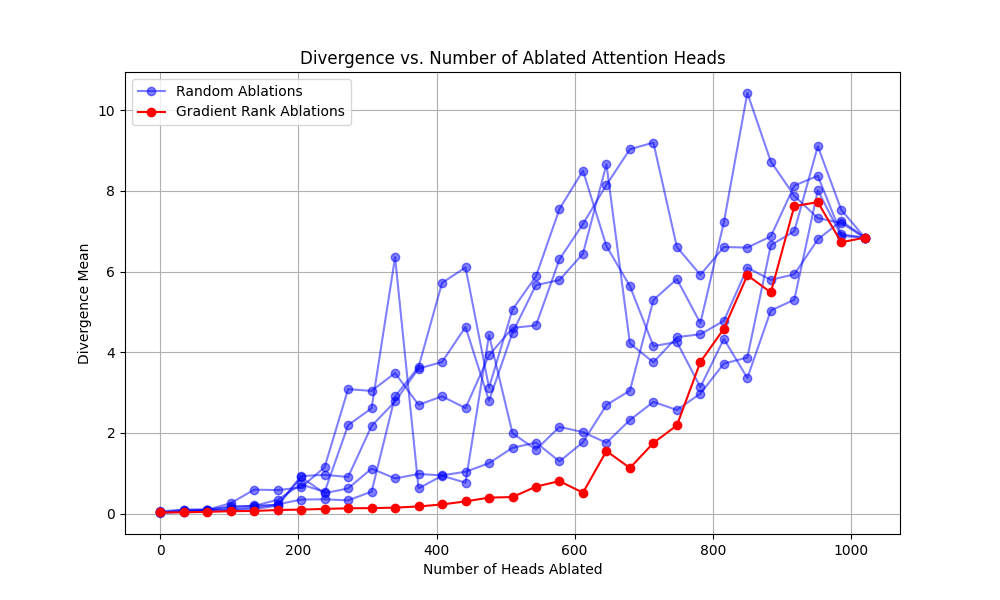 Divergence vs. Number of Ablated Attention Heads
Random Ablations
Gradient Rank Ablations
Divergence Mean
10
8
6
4
2
0
0 200 400 600 800 1000
Number of Heads Ablated